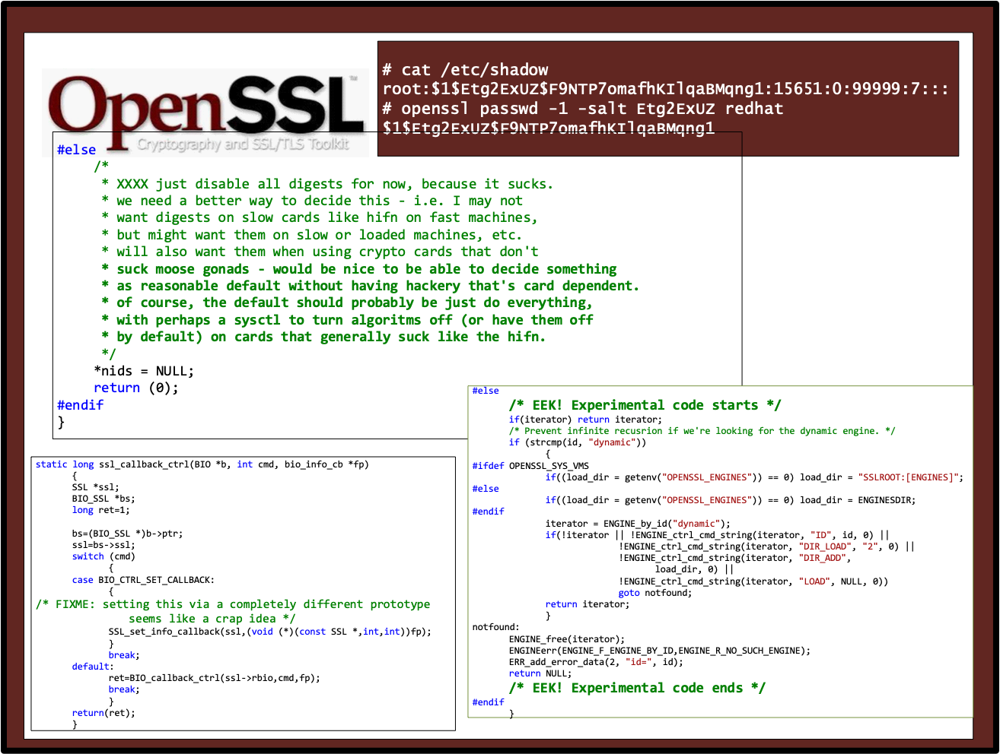 OpenSSL™
Cryptography and SSL/TLS Toolkit
# cat /etc/shadow
root:$1$Etg2ExUZ$F9NTP7omafhKIlqaBMqng1:15651:0:99999:7:::
# openssl passwd -1 -salt Etg2ExUZ redhat
$1$Etg2ExUZ$F9NTP7omafhKIlqaBMqng1
#else
/*
* XXXX just disable all digests for now, because it sucks.
* we need a better way to decide this - i.e. I may not
* want digests on slow cards like hifn on fast machines,
* but might want them on slow or loaded machines, etc.
* will also want them when using crypto cards that don't
* suck moose gonads - would be nice to be able to decide something
* as reasonable default without having hackery that's card dependent.
* of course, the default should probably be just do everything,
* with perhaps a sysctl to turn algoritms off (or have them off
* by default) on cards that generally suck like the hifn.
*/
*nids = NULL;
return (0);
#endif
}
static long ssl_callback_ctrl(BIO *b, int cmd, bio_info_cb *fp)
{
SSL *ssl;
BIO_SSL *bs;
long ret=1;
bs=(BIO_SSL *)b->ptr;
ssl=bs->ssl;
switch (cmd)
{
case BIO_CTRL_SET_CALLBACK:
{
/* FIXME: setting this via a completely different prototype
seems like a crap idea */
SSL_set_info_callback(ssl,(void (*)(const SSL *,int,int))fp);
}
break;
default:
ret=BIO_callback_ctrl(ssl->rbio,cmd,fp);
break;
}
return(ret);
}
#else
/* EEK! Experimental code starts */
if(iterator) return iterator;
/* Prevent infinite recusrion if we're looking for the dynamic engine. */
if (strcmp(id, "dynamic"))
{
#ifdef OPENSSL_SYS_VMS
if((load_dir = getenv("OPENSSL_ENGINES")) == 0) load_dir = "SSLROOT:[ENGINES]";
#else
if((load_dir = getenv("OPENSSL_ENGINES")) == 0) load_dir = ENGINESDIR;
#endif
iterator = ENGINE_by_id("dynamic");
if(!iterator || !ENGINE_ctrl_cmd_string(iterator, "ID", id, 0) ||
!ENGINE_ctrl_cmd_string(iterator, "DIR_LOAD", "2", 0) ||
!ENGINE_ctrl_cmd_string(iterator, "DIR_ADD",
load_dir, 0) ||
!ENGINE_ctrl_cmd_string(iterator, "LOAD", NULL, 0))
goto notfound;
return iterator;
}
notfound:
ENGINE_free(iterator);
ENGINEerr(ENGINE_F_ENGINE_BY_ID,ENGINE_R_NO_SUCH_ENGINE);
ERR_add_error_data(2, "id=", id);
return NULL;
/* EEK! Experimental code ends */
#endif
}